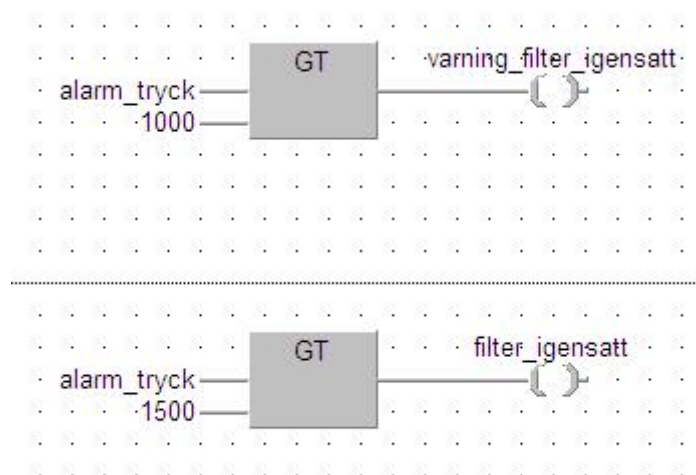 GT
varning_filter_igensatt
alarm_tryck
1000
GT
filter_igensatt
alarm_tryck
1500